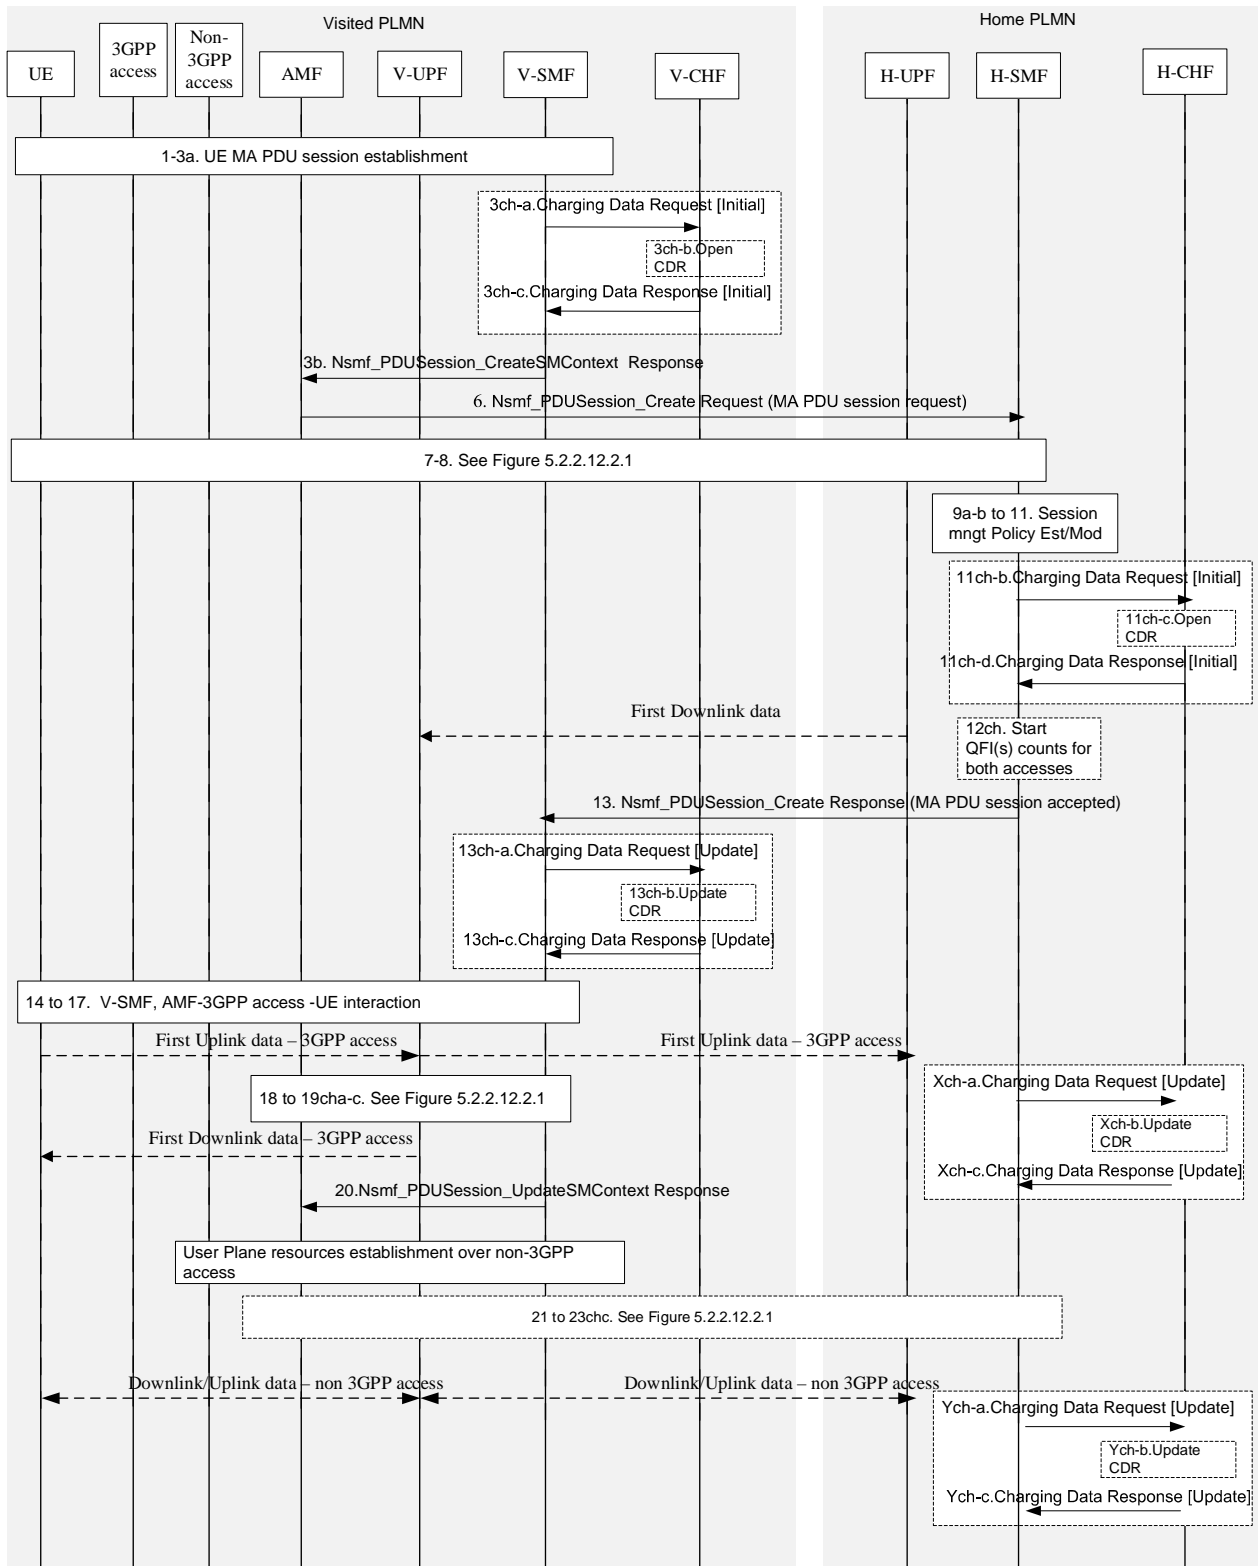 Visited PLMN
Home PLMN
UE
3GPP
access
Non-
3GPP
access
AMF
V-UPF
V-SMF
V-CHF
H-UPF
H-SMF
H-CHF
1-3a. UE MA PDU session establishment
3ch-a.Charging Data Request [Initial]
3ch-b.Open
CDR
3ch-c.Charging Data Response [Initial]
3b. Nsmf_PDUSession_CreateSMContext Response
6. Nsmf_PDUSession_Create Request (MA PDU session request)
7-8. See Figure 5.2.2.12.2.1
9a-b to 11. Session
mngt Policy Est/Mod
11ch-b.Charging Data Request [Initial]
11ch-c.Open
CDR
11ch-d.Charging Data Response [Initial]
First Downlink data
12ch. Start
QFI(s) counts for
both accesses
13. Nsmf_PDUSession_Create Response (MA PDU session accepted)
13ch-a.Charging Data Request [Update]
13ch-b.Update
CDR
13ch-c.Charging Data Response [Update]
14 to 17. V-SMF, AMF-3GPP access -UE interaction
First Uplink data – 3GPP access
First Uplink data – 3GPP access
Xch-a.Charging Data Request [Update]
18 to 19cha-c. See Figure 5.2.2.12.2.1
Xch-b.Update
CDR
First Downlink data – 3GPP access
Xch-c.Charging Data Response [Update]
20.Nsmf_PDUSession_UpdateSMContext Response
User Plane resources establishment over non-3GPP
access
21 to 23chc. See Figure 5.2.2.12.2.1
Downlink/Uplink data – non 3GPP access
Downlink/Uplink data – non 3GPP access
Ych-a.Charging Data Request [Update]
Ych-b.Update
CDR
Ych-c.Charging Data Response [Update]